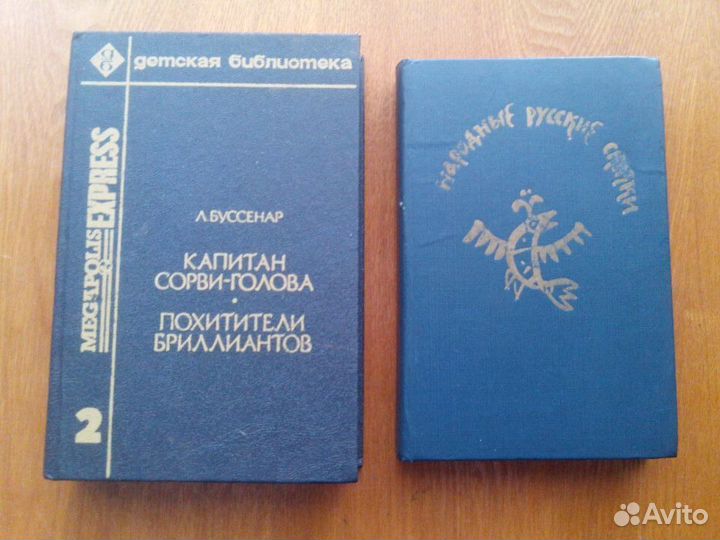 детская библиотека
MEGAPOLIS
EXPRESS
Л. БУССЕНАР
КАПИТАН
СОРВИ-ГОЛОВА
•
ПОХИТИТЕЛИ
БРИЛЛИАНТОВ
2
НАРОДНЫЕ РУССКИЕ СКАЗКИ
Avito